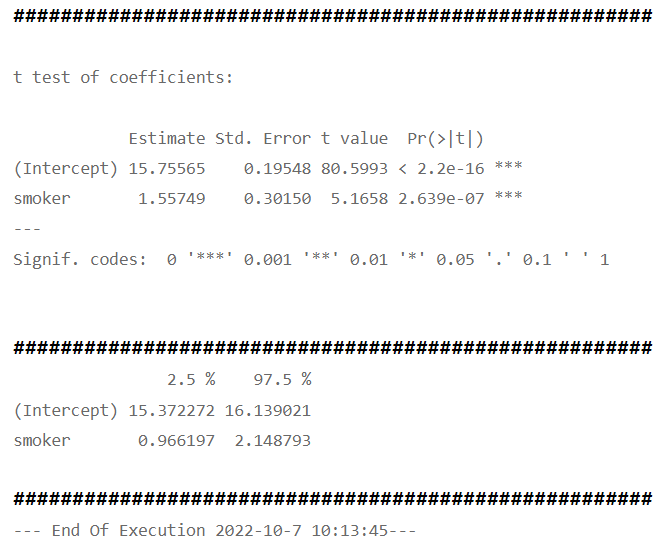 ######################################################
t test of coefficients:
            Estimate Std. Error t value  Pr(>|t|)
(Intercept) 15.75565    0.19548 80.5993 < 2.2e-16 ***
smoker       1.55749    0.30150  5.1658 2.639e-07 ***
---
Signif. codes:  0 '***' 0.001 '**' 0.01 '*' 0.05 '.' 0.1 ' ' 1
######################################################
                2.5 %    97.5 %
(Intercept) 15.372272 16.139021
smoker       0.966197  2.148793
######################################################
--- End Of Execution 2022-10-7 10:13:45---